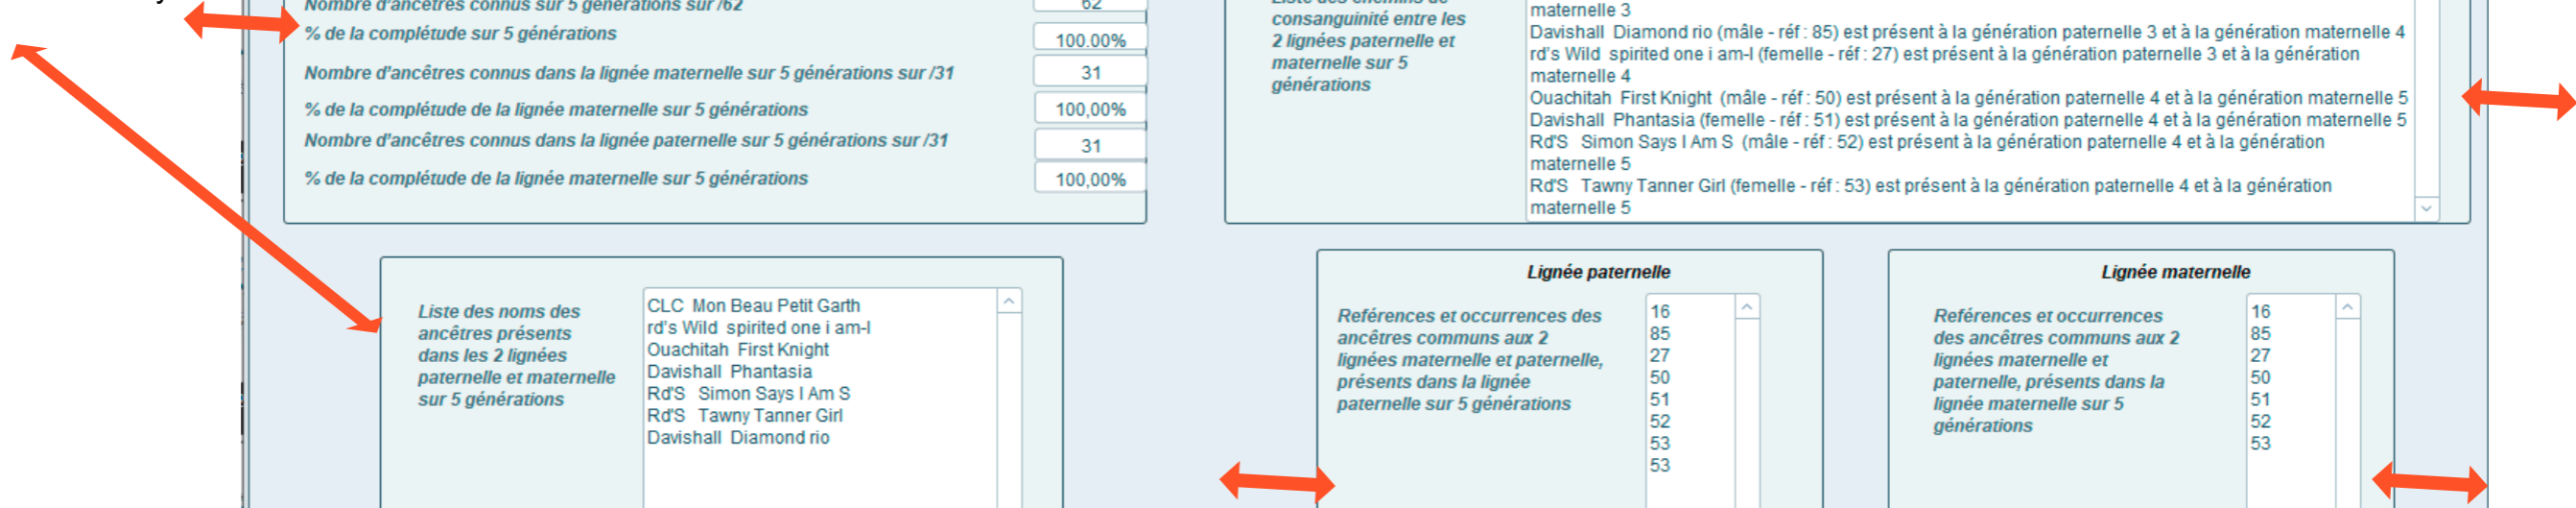 Nombre d'ancêtres connus sur 5 générations sur /62
62
% de la complétude sur 5 générations
100.00%
Nombre d'ancêtres connus dans la lignée maternelle sur 5 générations sur /31
31
% de la complétude de la lignée maternelle sur 5 générations
100,00%
Nombre d'ancêtres connus dans la lignée paternelle sur 5 générations sur /31
31
% de la complétude de la lignée maternelle sur 5 générations
100,00%
Liste des chemins de
consanguinité entre les
2 lignées paternelle et
maternelle sur 5
générations
maternelle 3
Davishall Diamond rio (mâle - réf : 85) est présent à la génération paternelle 3 et à la génération maternelle 4
rd's Wild spirited one i am-I (femelle - réf : 27) est présent à la génération paternelle 3 et à la génération
maternelle 4
Ouachitah First Knight (mâle - réf : 50) est présent à la génération paternelle 4 et à la génération maternelle 5
Davishall Phantasia (femelle - réf : 51) est présent à la génération paternelle 4 et à la génération maternelle 5
Rd'S Simon Says I Am S (mâle - réf : 52) est présent à la génération paternelle 4 et à la génération
maternelle 5
Rd'S Tawny Tanner Girl (femelle - réf : 53) est présent à la génération paternelle 4 et à la génération
maternelle 5
Liste des noms des
ancêtres présents
dans les 2 lignées
paternelle et maternelle
sur 5 générations
CLC Mon Beau Petit Garth
rd's Wild spirited one i am-I
Ouachitah First Knight
Davishall Phantasia
Rd'S Simon Says I Am S
Rd'S Tawny Tanner Girl
Davishall Diamond rio
Lignée paternelle
Reférences et occurrences des
ancêtres communs aux 2
lignées maternelle et paternelle,
présents dans la lignée
paternelle sur 5 générations
16
85
27
50
51
52
53
53
Lignée maternelle
Reférences et occurrences
des ancêtres communs aux 2
lignées maternelle et
paternelle, présents dans la
lignée maternelle sur 5
générations
16
85
27
50
51
52
53